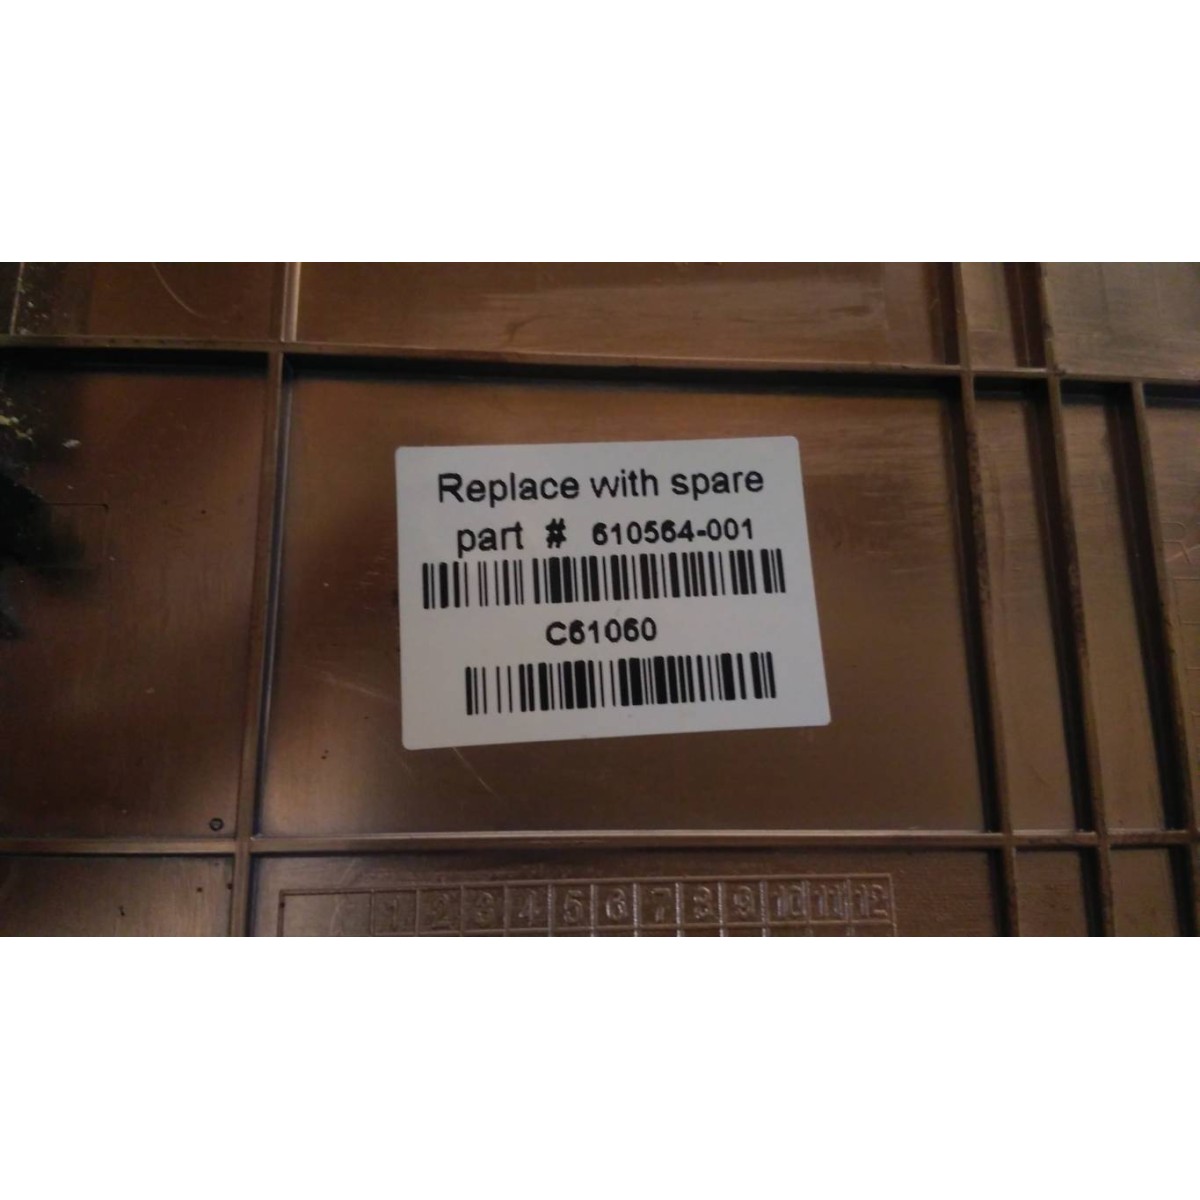 Replace with spare
part # 610564-001
C61060
1 2 3 4 5 6 7 8 9 10 11 12